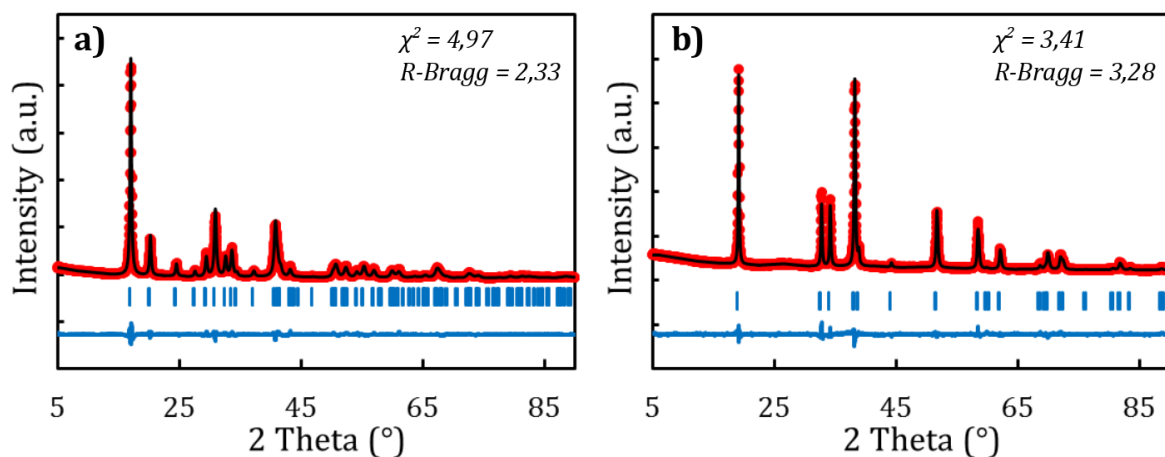 a)
χ² = 4,97
R-Bragg = 2,33
Intensity (a.u.)
5 25 45 65 85
2 Theta (°)
b)
χ² = 3,41
R-Bragg = 3,28
Intensity (a.u.)
5 25 45 65 85
2 Theta (°)